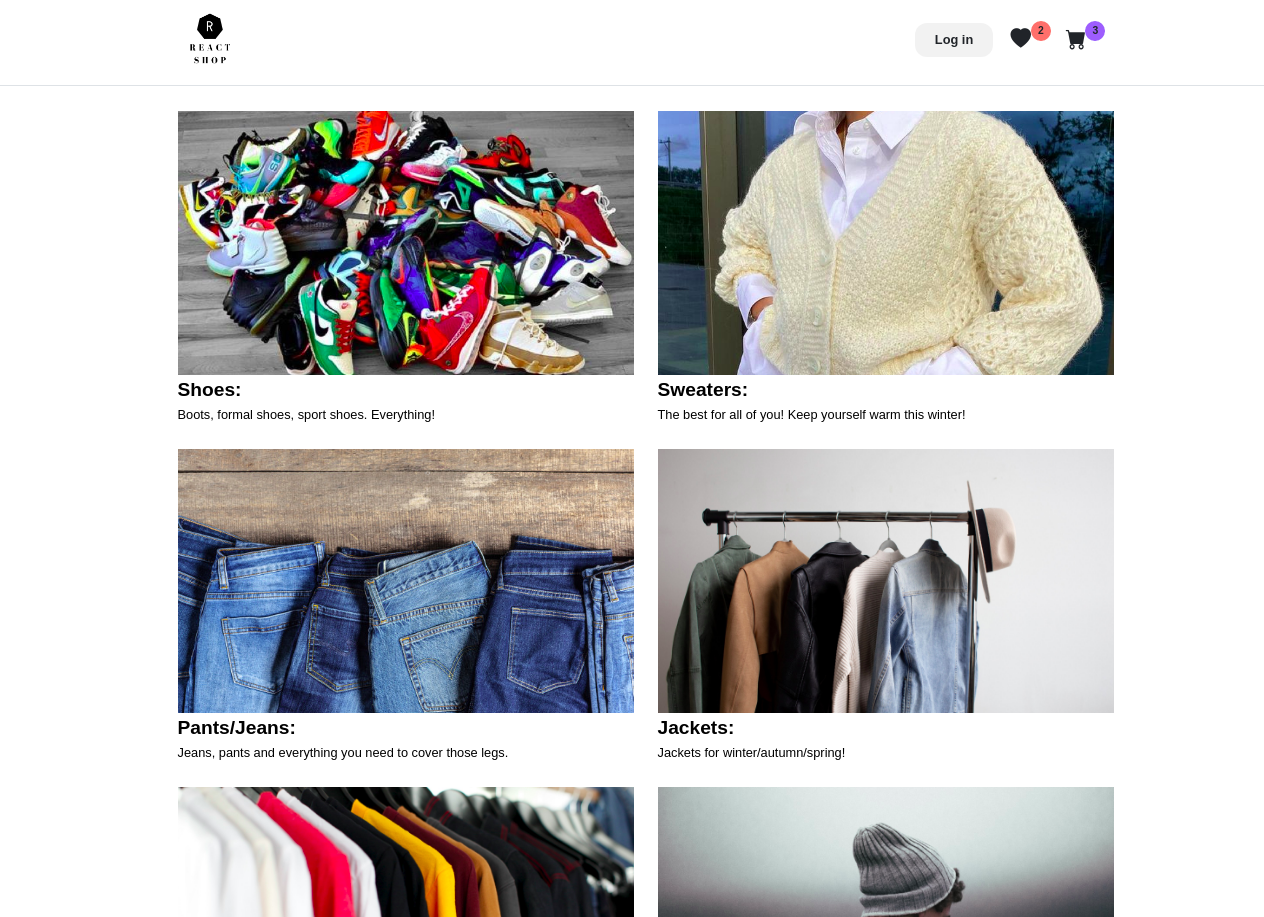 R
REACT
SHOP
Log in
2
3
Shoes:
Boots, formal shoes, sport shoes. Everything!
Sweaters:
The best for all of you! Keep yourself warm this winter!
Pants/Jeans:
Jeans, pants and everything you need to cover those legs.
Jackets:
Jackets for winter/autumn/spring!